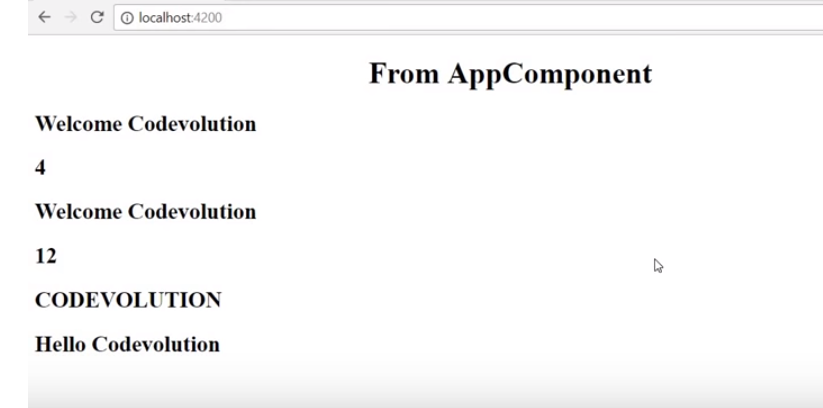 localhost:4200
From AppComponent
Welcome Codevolution
4
Welcome Codevolution
12
CODEVOLUTION
Hello Codevolution